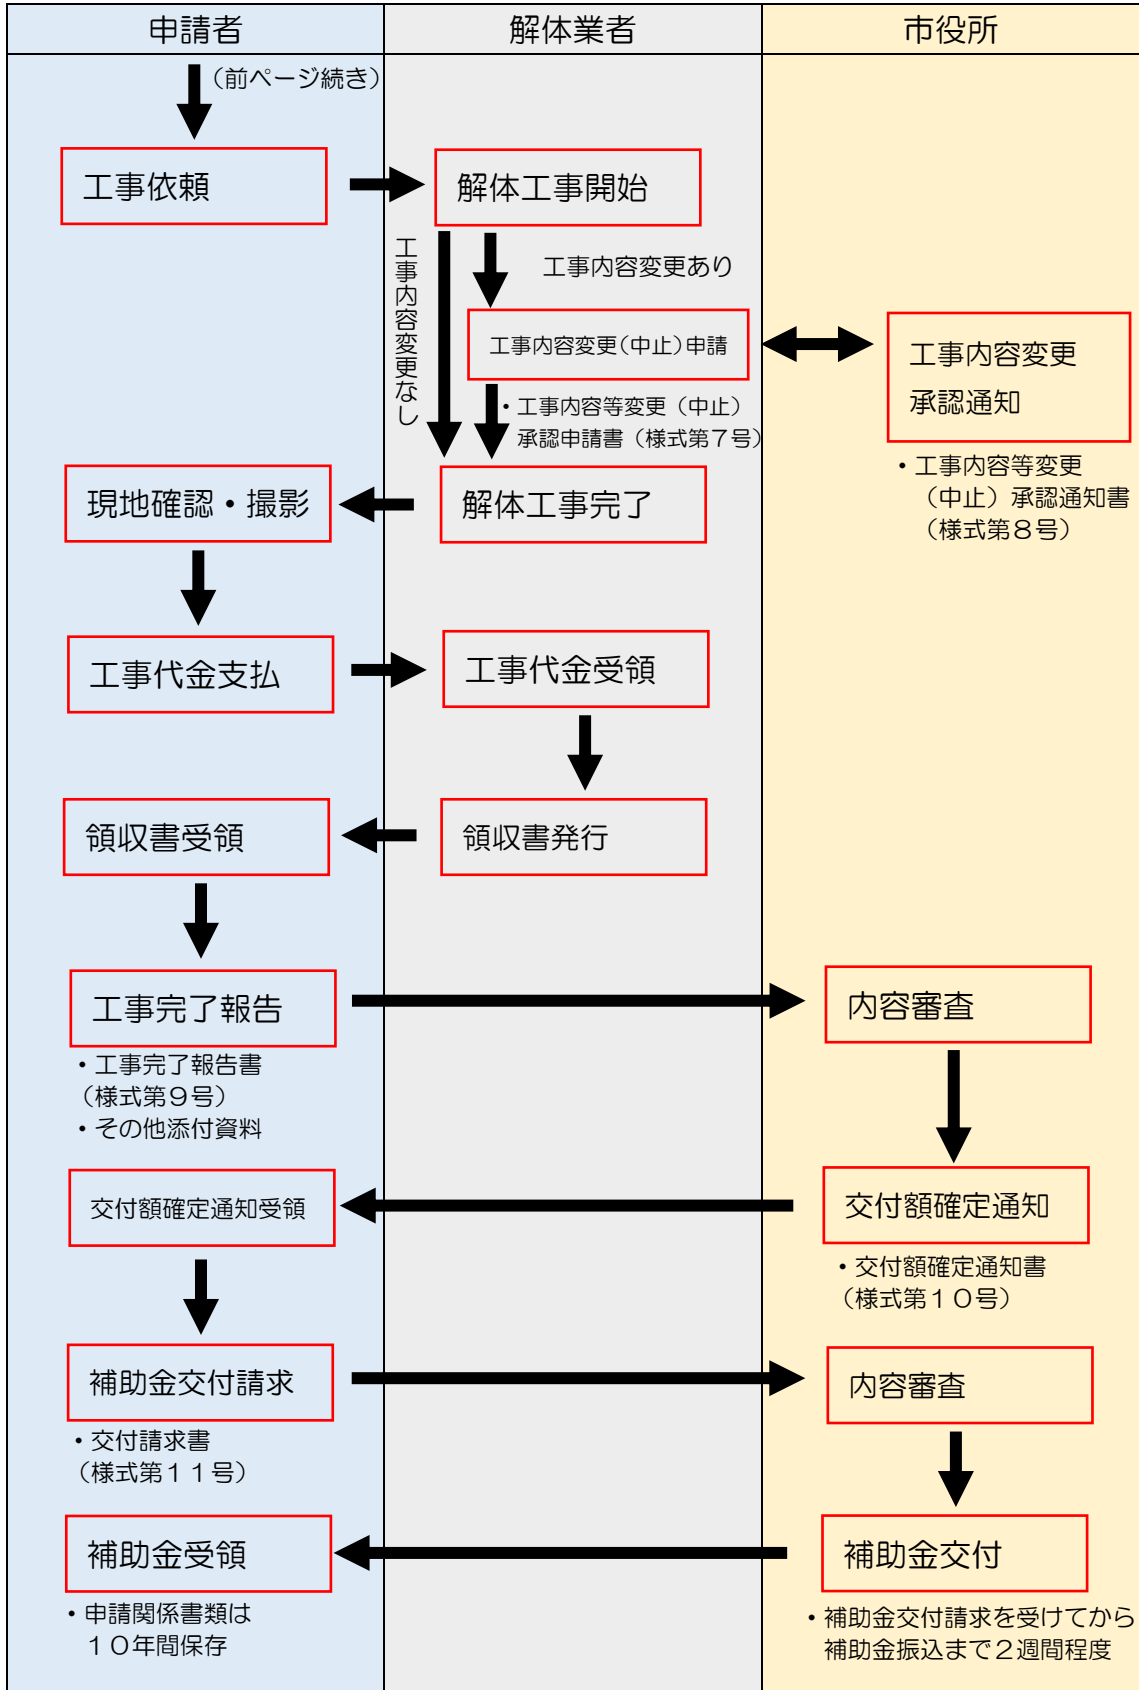 申請者
解体業者
市役所
（前ページ続き）
工事依頼
解体工事開始
工事内容変更なし
工事内容変更あり
工事内容変更（中止）申請
工事内容変更
承認通知
・工事内容等変更（中止）
承認申請書（様式第７号）
・工事内容等変更
（中止）承認通知書
（様式第８号）
現地確認・撮影
解体工事完了
工事代金支払
工事代金受領
領収書受領
領収書発行
工事完了報告
内容審査
・工事完了報告書
（様式第９号）
・その他添付資料
交付額確定通知受領
交付額確定通知
・交付額確定通知書
（様式第１０号）
補助金交付請求
内容審査
・交付請求書
（様式第１１号）
補助金受領
補助金交付
・申請関係書類は
１０年間保存
・補助金交付請求を受けてから
補助金振込まで２週間程度